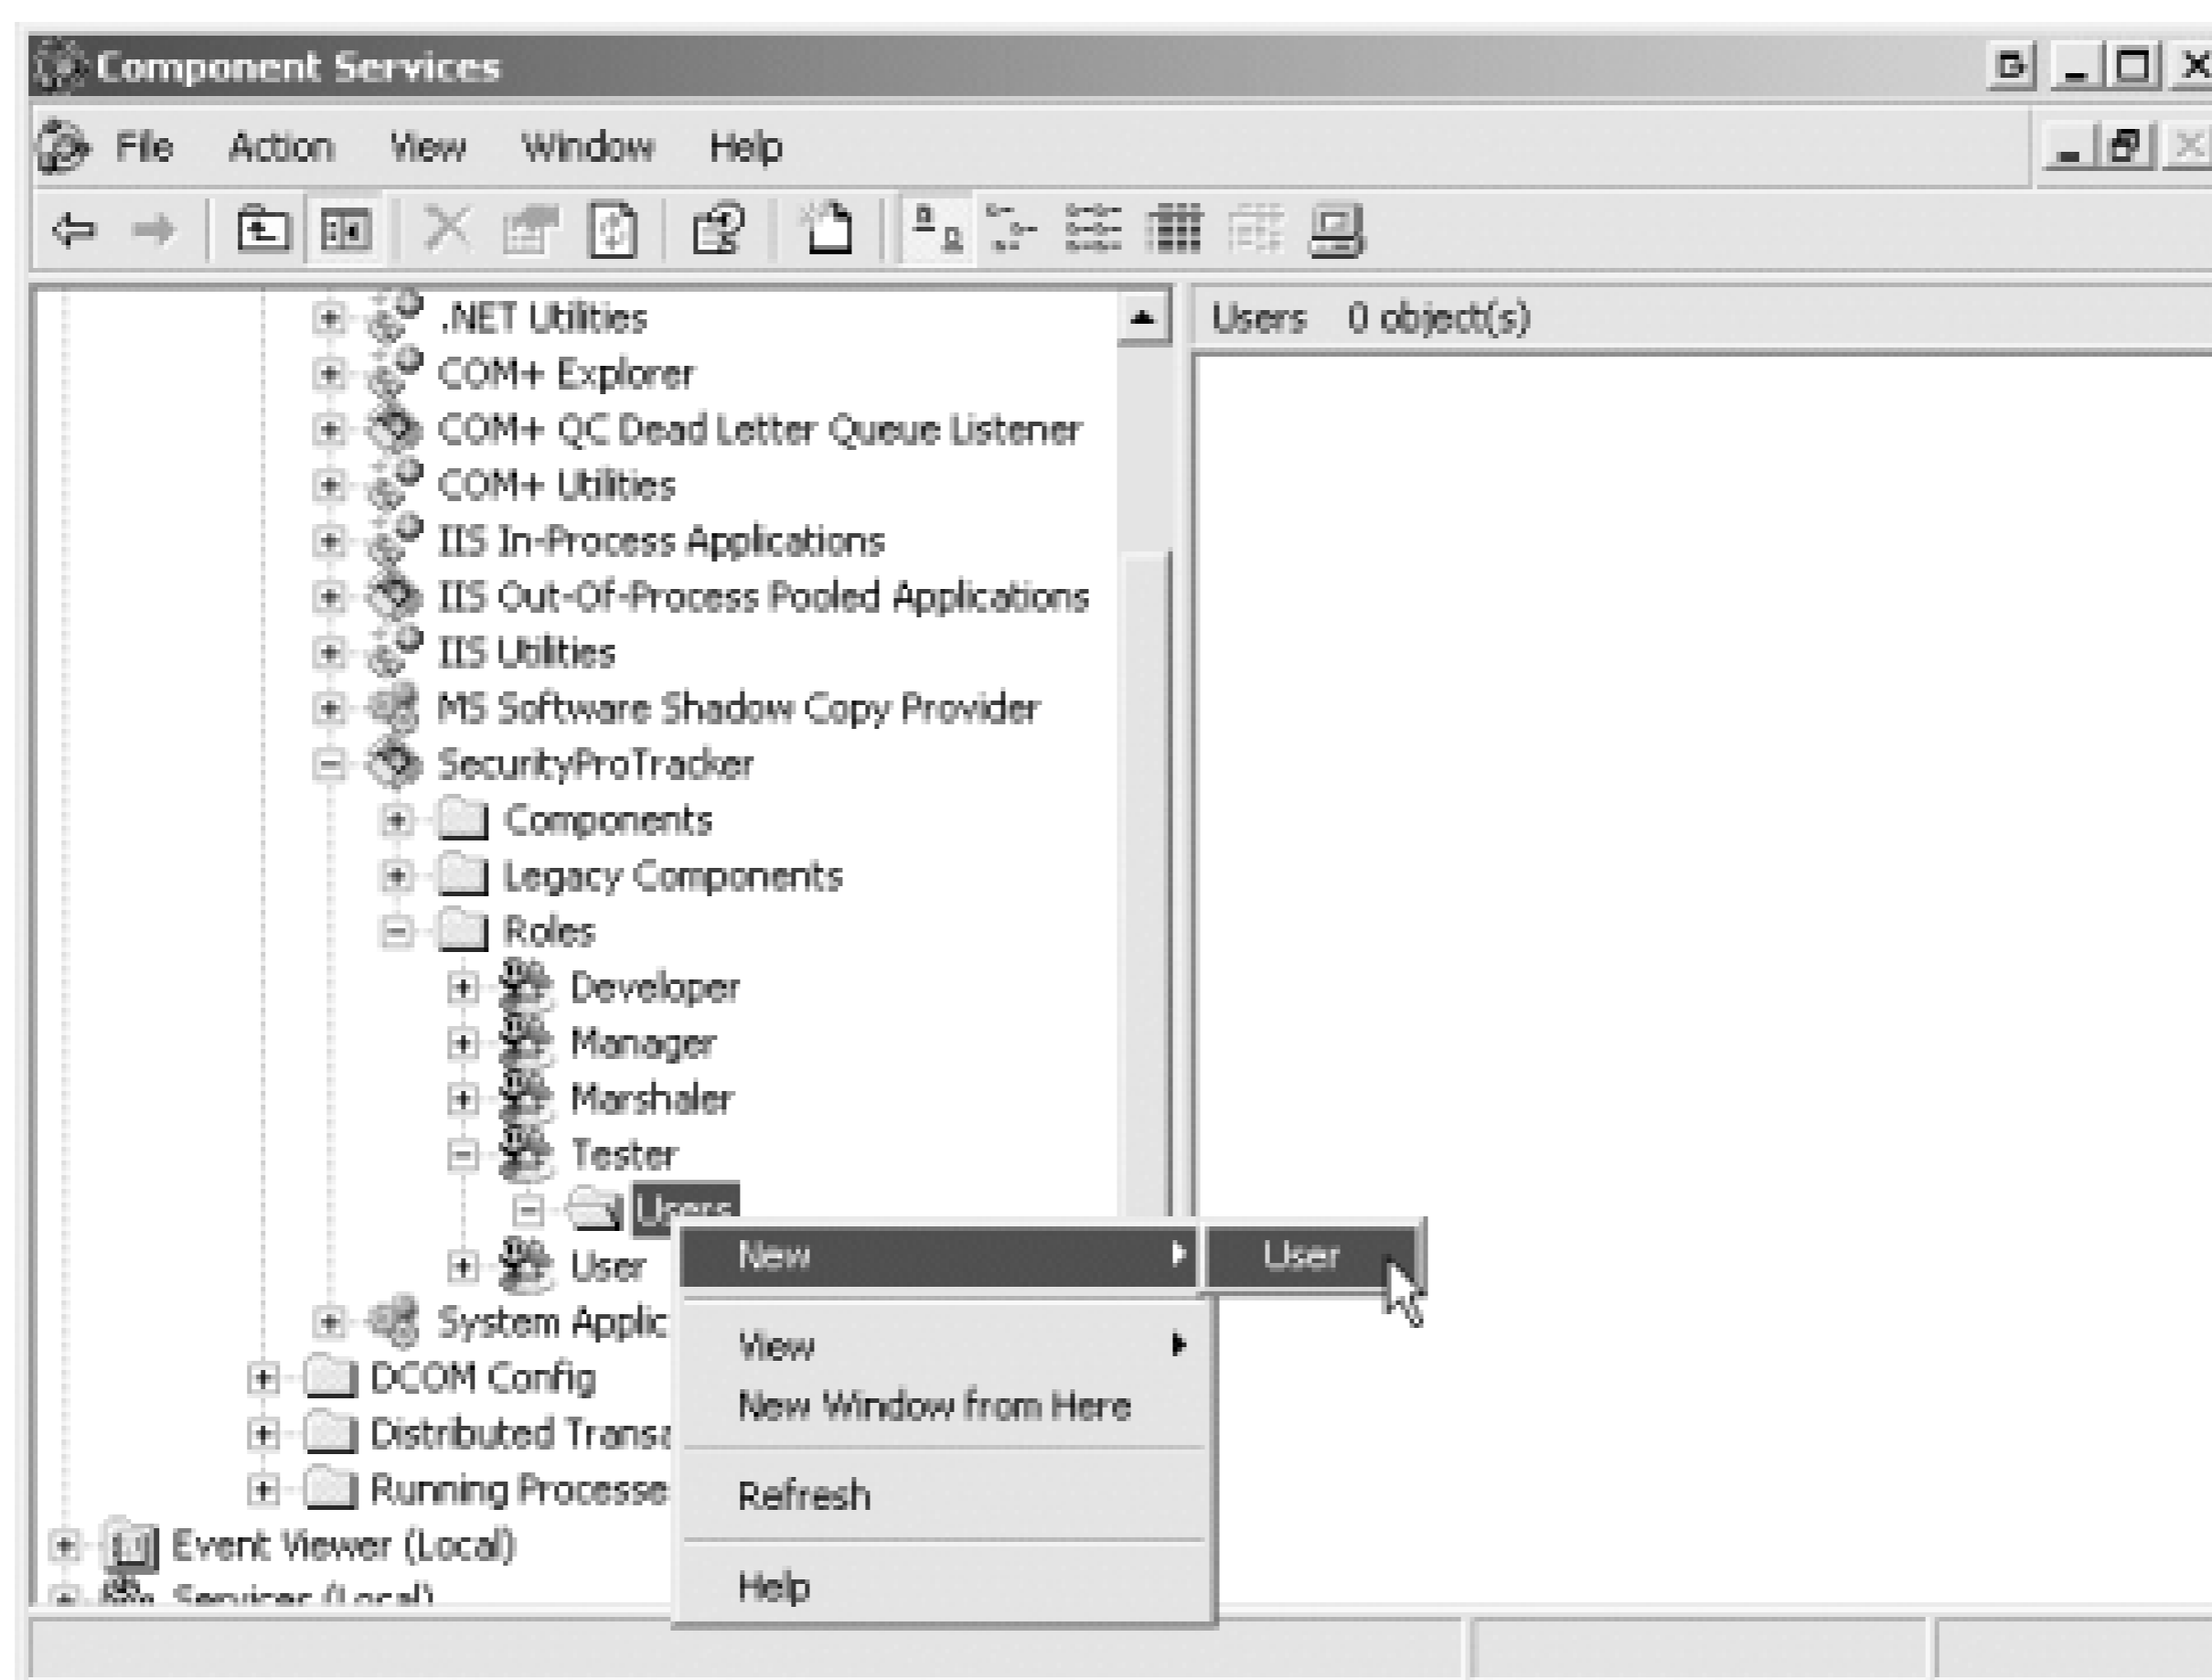 Component Services
File Action View Window Help
Users 0 object(s)
.NET Utilities
COM+ Explorer
COM+ QC Dead Letter Queue Listener
COM+ Utilities
IIS In-Process Applications
IIS Out-Of-Process Pooled Applications
IIS Utilities
MS Software Shadow Copy Provider
SecurityProTracker
Components
Legacy Components
Roles
Developer
Manager
Marshaler
Tester
Users
User
System Applic
DCOM Config
Distributed Transa
Running Processe
Event Viewer (Local)
Services (Local)
New
User
View
New Window from Here
Refresh
Help